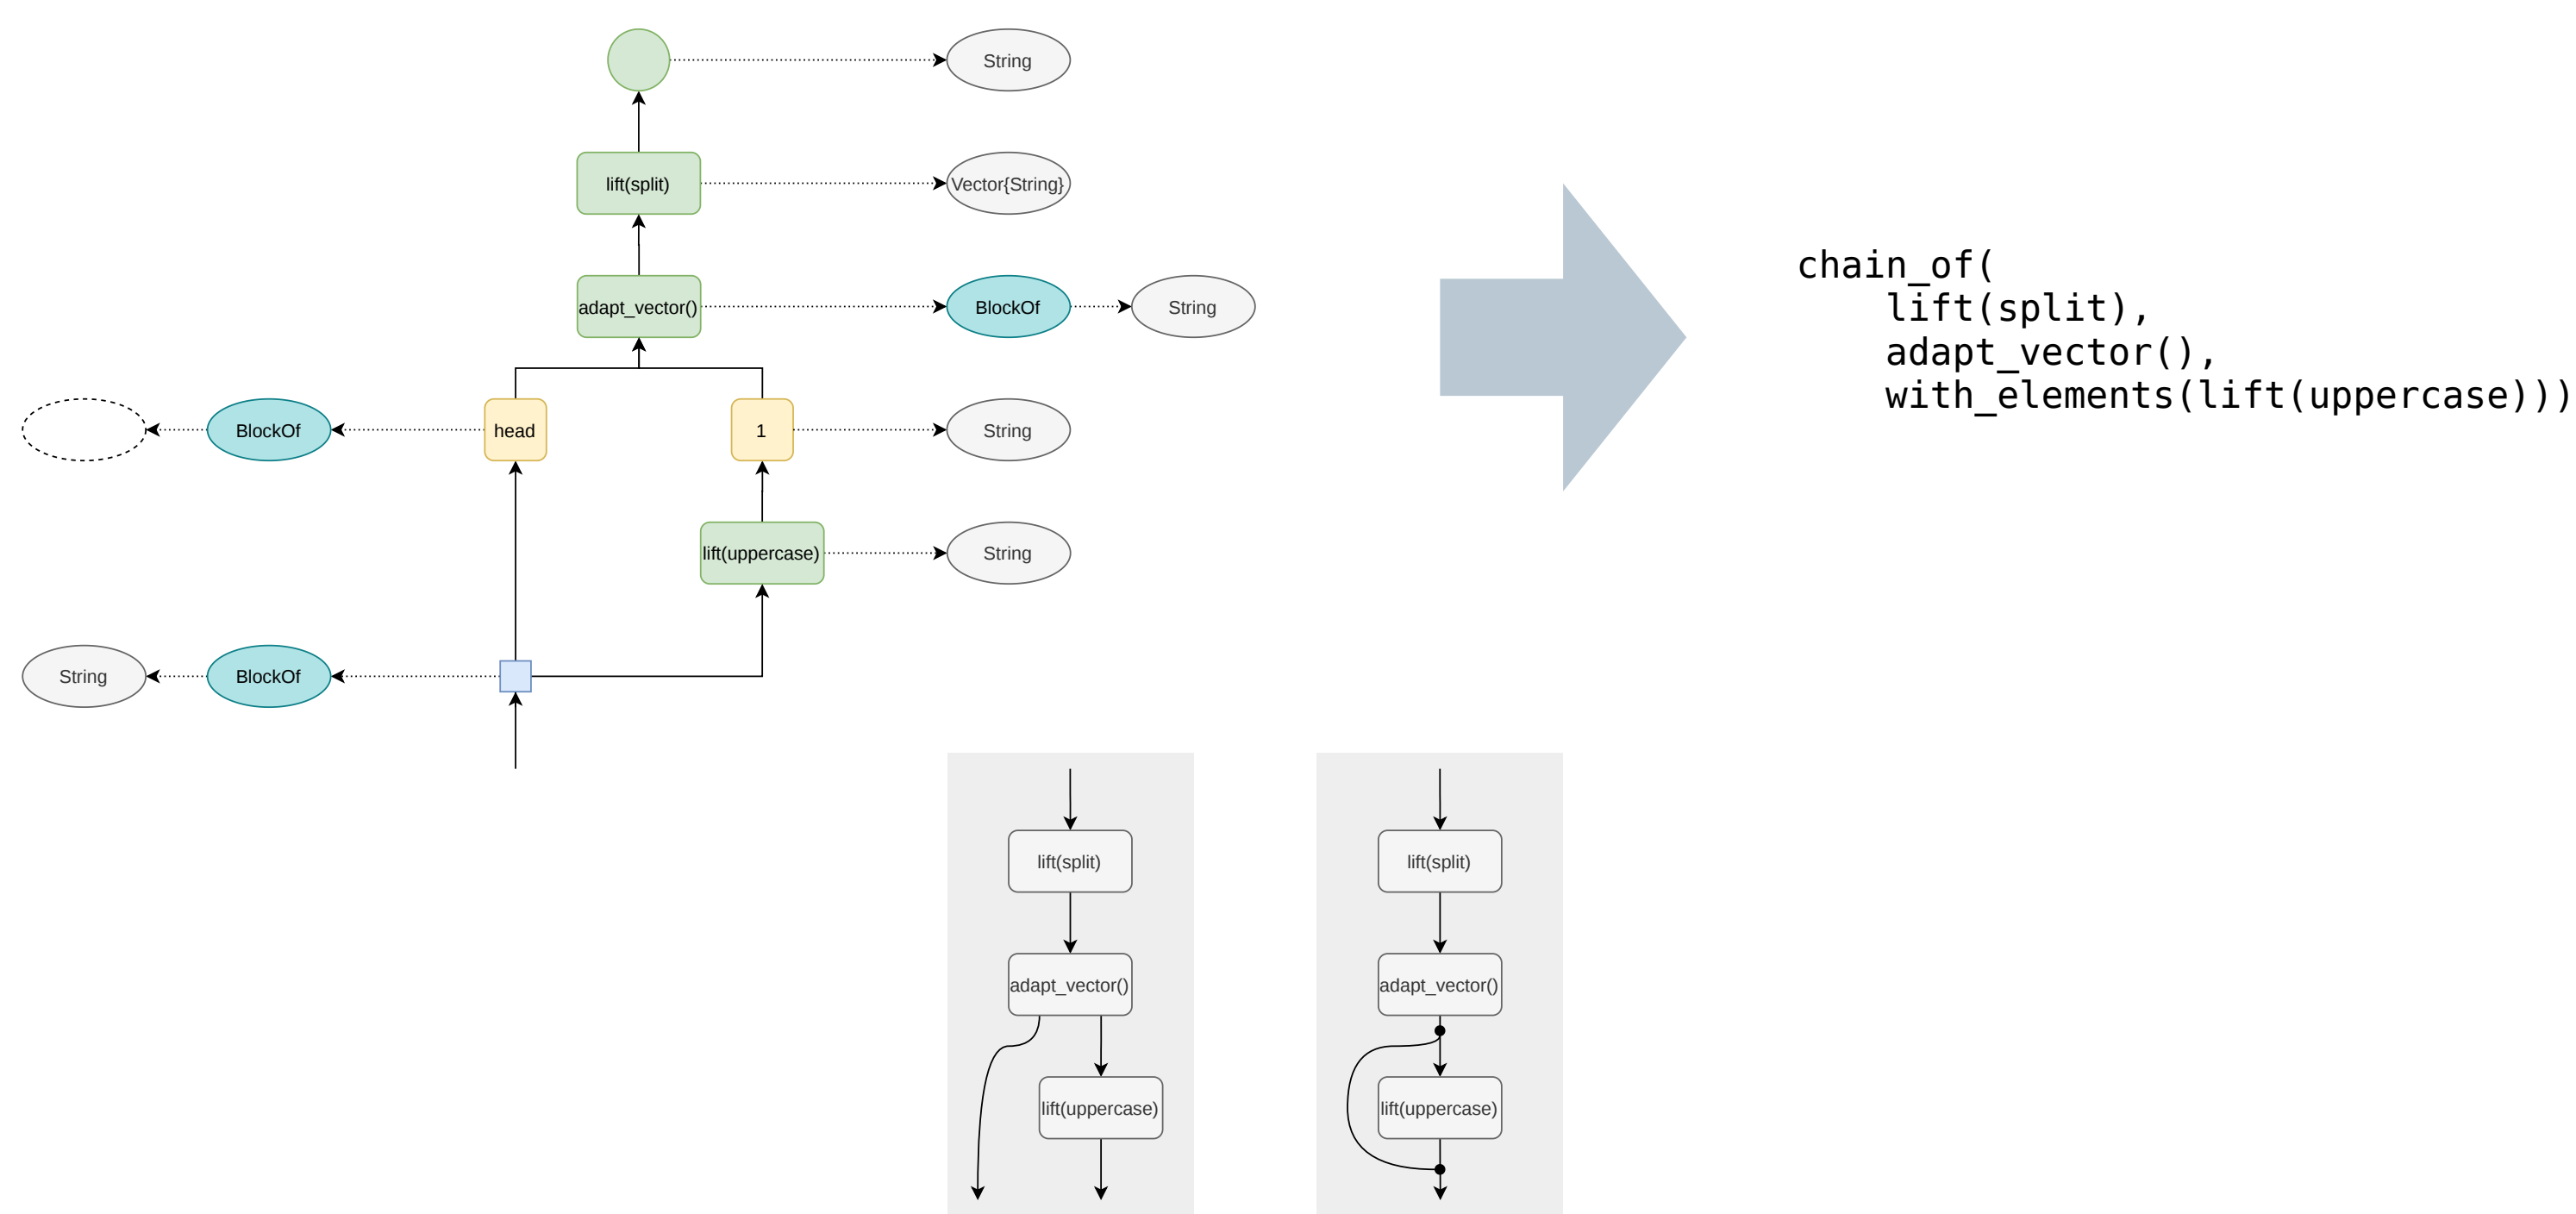 String
lift(split)
Vector{String}
adapt_vector()
BlockOf
String
BlockOf
head
1
String
lift(uppercase)
String
String
BlockOf
chain_of(
    lift(split),
    adapt_vector(),
    with_elements(lift(uppercase)))
lift(split)
adapt_vector()
lift(uppercase)
lift(split)
adapt_vector()
lift(uppercase)